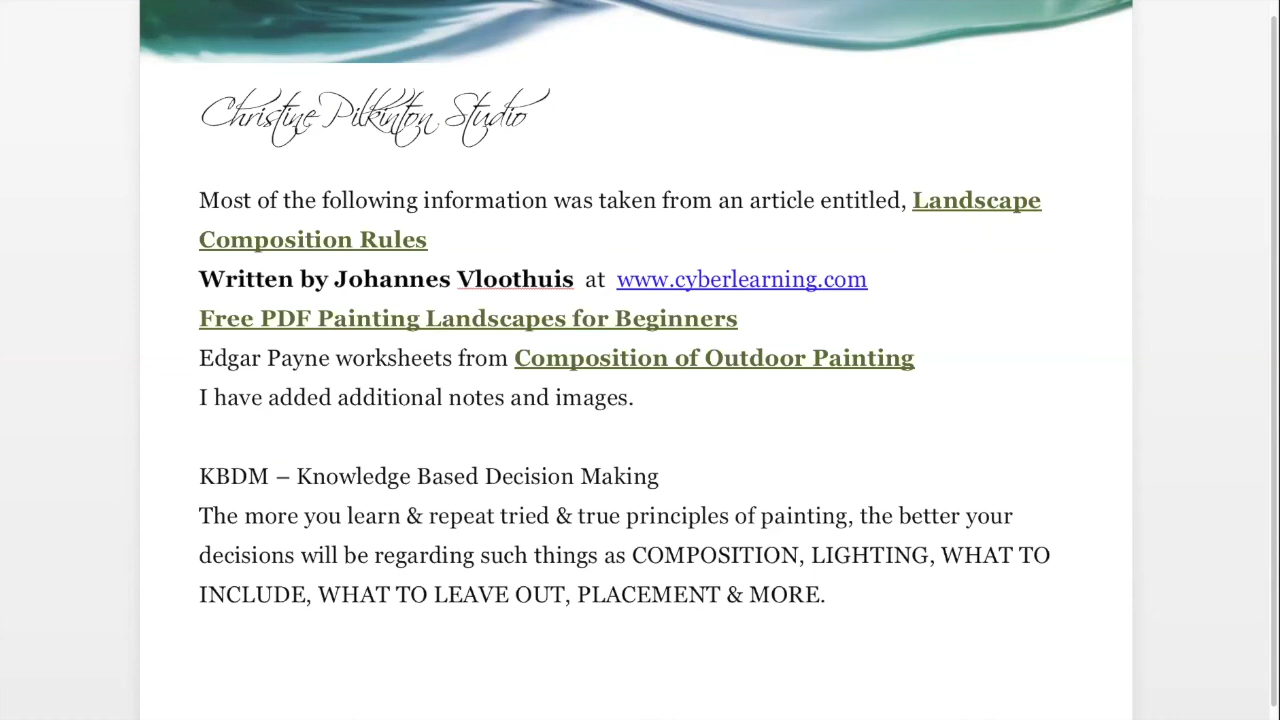 Christine Pilkinton Studio
Most of the following information was taken from an article entitled, Landscape
Composition Rules
Written by Johannes Vloothuis at www.cyberlearning.com
Free PDF Painting Landscapes for Beginners
Edgar Payne worksheets from Composition of Outdoor Painting
I have added additional notes and images.
KBDM – Knowledge Based Decision Making
The more you learn & repeat tried & true principles of painting, the better your
decisions will be regarding such things as COMPOSITION, LIGHTING, WHAT TO
INCLUDE, WHAT TO LEAVE OUT, PLACEMENT & MORE.